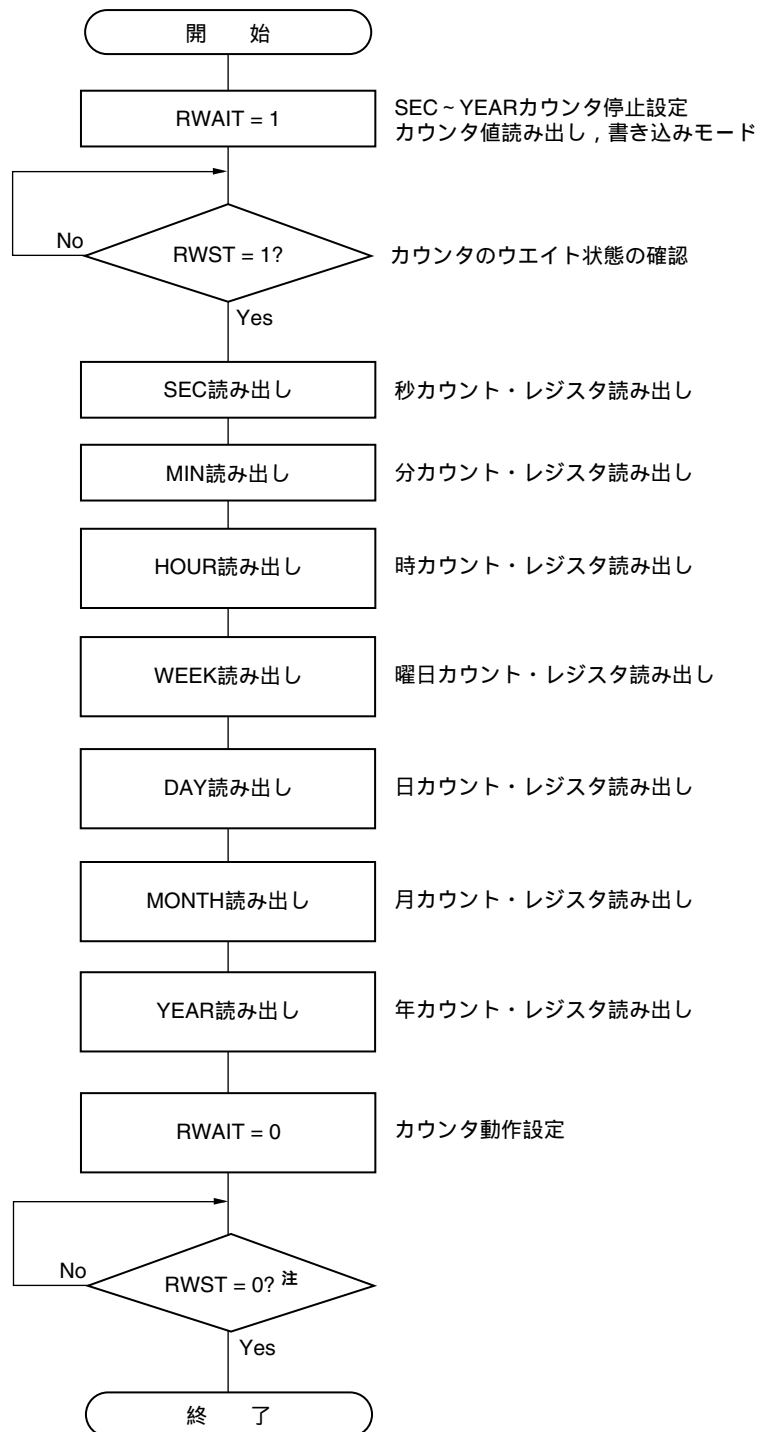 開 始
RWAIT = 1
SEC~YEARカウンタ停止設定
カウンタ値読み出し,書き込みモード
No
RWST = 1?
カウンタのウエイト状態の確認
Yes
SEC読み出し
秒カウント・レジスタ読み出し
MIN読み出し
分カウント・レジスタ読み出し
HOUR読み出し
時カウント・レジスタ読み出し
WEEK読み出し
曜日カウント・レジスタ読み出し
DAY読み出し
日カウント・レジスタ読み出し
MONTH読み出し
月カウント・レジスタ読み出し
YEAR読み出し
年カウント・レジスタ読み出し
RWAIT = 0
カウンタ動作設定
No
RWST = 0? 注
Yes
終 了